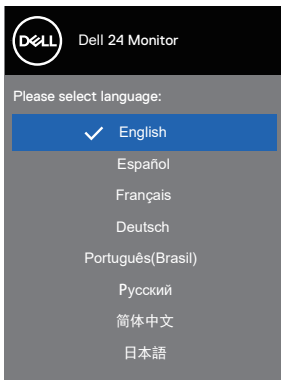 DELL
Dell 24 Monitor
Please select language:
English
Español
Français
Deutsch
Português(Brasil)
Русский
简体中文
日本語